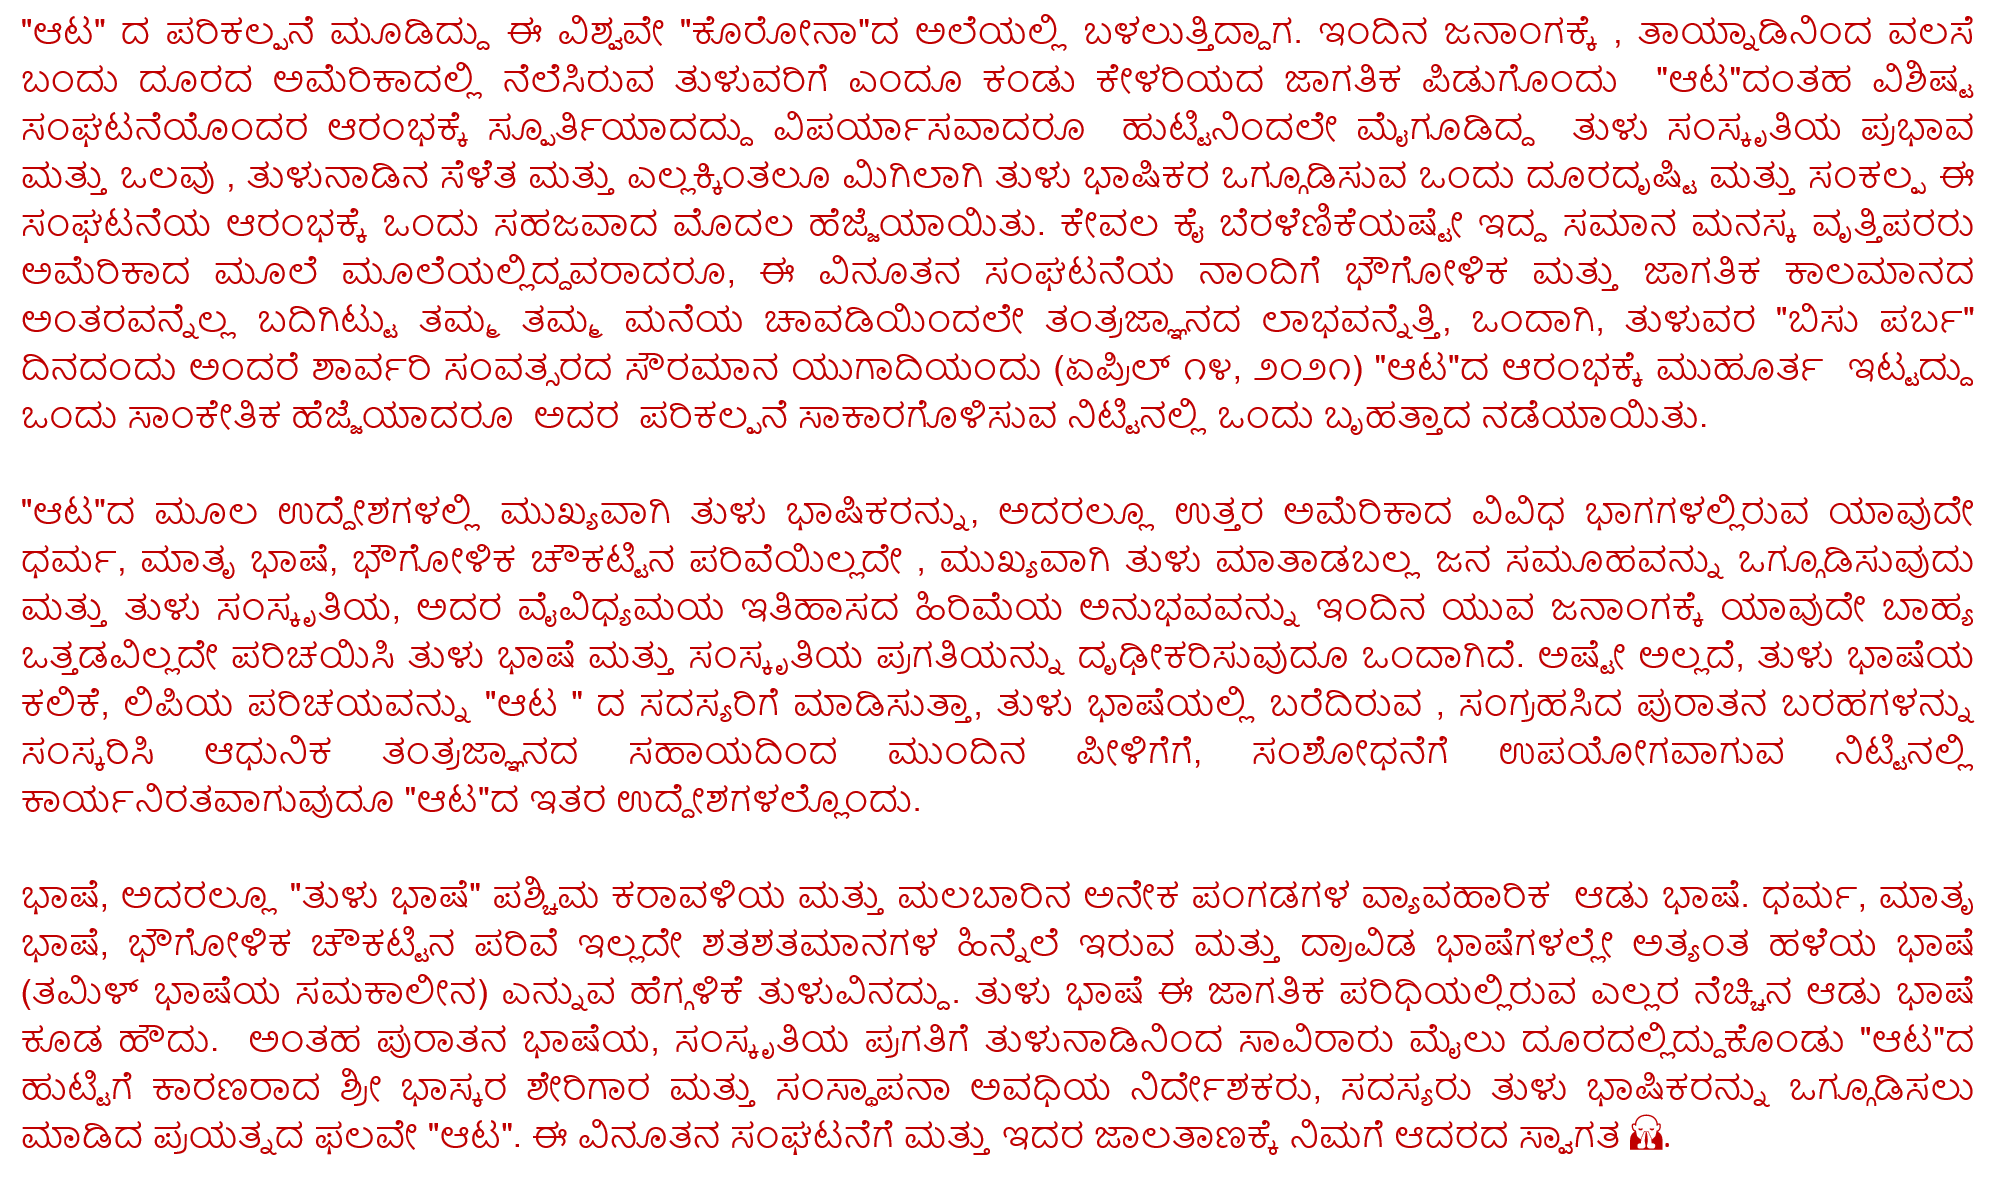 "ಆಟ" ದ ಪರಿಕಲ್ಪನೆ ಮೂಡಿದ್ದು ಈ ವಿಶ್ವವೇ "ಕೊರೋನಾ"ದ ಅಲೆಯಲ್ಲಿ ಬಳಲುತ್ತಿದ್ದಾಗ. ಇಂದಿನ ಜನಾಂಗಕ್ಕೆ , ತಾಯ್ನಾಡಿನಿಂದ ವಲಸೆ
ಬಂದು ದೂರದ ಅಮೆರಿಕಾದಲ್ಲಿ ನೆಲೆಸಿರುವ ತುಳುವರಿಗೆ ಎಂದೂ ಕಂಡು ಕೇಳರಿಯದ ಜಾಗತಿಕ ಪಿಡುಗೊಂದು "ಆಟ"ದಂತಹ ವಿಶಿಷ್ಟ
ಸಂಘಟನೆಯೊಂದರ ಆರಂಭಕ್ಕೆ ಸ್ಪೂರ್ತಿಯಾದದ್ದು ವಿಪರ್ಯಾಸವಾದರೂ ಹುಟ್ಟಿನಿಂದಲೇ ಮೈಗೂಡಿದ್ದ ತುಳು ಸಂಸ್ಕೃತಿಯ ಪ್ರಭಾವ
ಮತ್ತು ಒಲವು , ತುಳುನಾಡಿನ ಸೆಳೆತ ಮತ್ತು ಎಲ್ಲಕ್ಕಿಂತಲೂ ಮಿಗಿಲಾಗಿ ತುಳು ಭಾಷಿಕರ ಒಗ್ಗೂಡಿಸುವ ಒಂದು ದೂರದೃಷ್ಟಿ ಮತ್ತು ಸಂಕಲ್ಪ ಈ
ಸಂಘಟನೆಯ ಆರಂಭಕ್ಕೆ ಒಂದು ಸಹಜವಾದ ಮೊದಲ ಹೆಜ್ಜೆಯಾಯಿತು. ಕೇವಲ ಕೈ ಬೆರಳೆಣಿಕೆಯಷ್ಟೇ ಇದ್ದ ಸಮಾನ ಮನಸ್ಕ ವೃತ್ತಿಪರರು
ಅಮೆರಿಕಾದ ಮೂಲೆ ಮೂಲೆಯಲ್ಲಿದ್ದವರಾದರೂ, ಈ ವಿನೂತನ ಸಂಘಟನೆಯ ನಾಂದಿಗೆ ಭೌಗೋಳಿಕ ಮತ್ತು ಜಾಗತಿಕ ಕಾಲಮಾನದ
ಅಂತರವನ್ನೆಲ್ಲ ಬದಿಗಿಟ್ಟು ತಮ್ಮ ತಮ್ಮ ಮನೆಯ ಚಾವಡಿಯಿಂದಲೇ ತಂತ್ರಜ್ಞಾನದ ಲಾಭವನ್ನೆತ್ತಿ, ಒಂದಾಗಿ, ತುಳುವರ "ಬಿಸು ಪರ್ಬ"
ದಿನದಂದು ಅಂದರೆ ಶಾರ್ವರಿ ಸಂವತ್ಸರದ ಸೌರಮಾನ ಯುಗಾದಿಯಂದು (ಏಪ್ರಿಲ್ ೧೪, ೨೦೨೧) "ಆಟ"ದ ಆರಂಭಕ್ಕೆ ಮುಹೂರ್ತ ಇಟ್ಟದ್ದು
ಒಂದು ಸಾಂಕೇತಿಕ ಹೆಜ್ಜೆಯಾದರೂ ಅದರ ಪರಿಕಲ್ಪನೆ ಸಾಕಾರಗೊಳಿಸುವ ನಿಟ್ಟಿನಲ್ಲಿ ಒಂದು ಬೃಹತ್ತಾದ ನಡೆಯಾಯಿತು.
"ಆಟ"ದ ಮೂಲ ಉದ್ದೇಶಗಳಲ್ಲಿ ಮುಖ್ಯವಾಗಿ ತುಳು ಭಾಷಿಕರನ್ನು, ಅದರಲ್ಲೂ ಉತ್ತರ ಅಮೆರಿಕಾದ ವಿವಿಧ ಭಾಗಗಳಲ್ಲಿರುವ ಯಾವುದೇ
ಧರ್ಮ, ಮಾತೃ ಭಾಷೆ, ಭೌಗೋಳಿಕ ಚೌಕಟ್ಟಿನ ಪರಿವೆಯಿಲ್ಲದೇ , ಮುಖ್ಯವಾಗಿ ತುಳು ಮಾತಾಡಬಲ್ಲ ಜನ ಸಮೂಹವನ್ನು ಒಗ್ಗೂಡಿಸುವುದು
ಮತ್ತು ತುಳು ಸಂಸ್ಕೃತಿಯ, ಅದರ ವೈವಿಧ್ಯಮಯ ಇತಿಹಾಸದ ಹಿರಿಮೆಯ ಅನುಭವವನ್ನು ಇಂದಿನ ಯುವ ಜನಾಂಗಕ್ಕೆ ಯಾವುದೇ ಬಾಹ್ಯ
ಒತ್ತಡವಿಲ್ಲದೇ ಪರಿಚಯಿಸಿ ತುಳು ಭಾಷೆ ಮತ್ತು ಸಂಸ್ಕೃತಿಯ ಪ್ರಗತಿಯನ್ನು ದೃಢೀಕರಿಸುವುದೂ ಒಂದಾಗಿದೆ. ಅಷ್ಟೇ ಅಲ್ಲದೆ, ತುಳು ಭಾಷೆಯ
ಕಲಿಕೆ, ಲಿಪಿಯ ಪರಿಚಯವನ್ನು "ಆಟ " ದ ಸದಸ್ಯರಿಗೆ ಮಾಡಿಸುತ್ತಾ, ತುಳು ಭಾಷೆಯಲ್ಲಿ ಬರೆದಿರುವ , ಸಂಗ್ರಹಸಿದ ಪುರಾತನ ಬರಹಗಳನ್ನು
ಸಂಸ್ಕರಿಸಿ ಆಧುನಿಕ ತಂತ್ರಜ್ಞಾನದ ಸಹಾಯದಿಂದ ಮುಂದಿನ ಪೀಳಿಗೆಗೆ, ಸಂಶೋಧನೆಗೆ ಉಪಯೋಗವಾಗುವ ನಿಟ್ಟಿನಲ್ಲಿ
ಕಾರ್ಯನಿರತವಾಗುವುದೂ "ಆಟ"ದ ಇತರ ಉದ್ದೇಶಗಳಲ್ಲೊಂದು.
ಭಾಷೆ, ಅದರಲ್ಲೂ "ತುಳು ಭಾಷೆ" ಪಶ್ಚಿಮ ಕರಾವಳಿಯ ಮತ್ತು ಮಲಬಾರಿನ ಅನೇಕ ಪಂಗಡಗಳ ವ್ಯಾವಹಾರಿಕ ಆಡು ಭಾಷೆ. ಧರ್ಮ, ಮಾತೃ
ಭಾಷೆ, ಭೌಗೋಳಿಕ ಚೌಕಟ್ಟಿನ ಪರಿವೆ ಇಲ್ಲದೇ ಶತಶತಮಾನಗಳ ಹಿನ್ನೆಲೆ ಇರುವ ಮತ್ತು ದ್ರಾವಿಡ ಭಾಷೆಗಳಲ್ಲೇ ಅತ್ಯಂತ ಹಳೆಯ ಭಾಷೆ
(ತಮಿಳ್ ಭಾಷೆಯ ಸಮಕಾಲೀನ) ಎನ್ನುವ ಹೆಗ್ಗಳಿಕೆ ತುಳುವಿನದ್ದು. ತುಳು ಭಾಷೆ ಈ ಜಾಗತಿಕ ಪರಿಧಿಯಲ್ಲಿರುವ ಎಲ್ಲರ ನೆಚ್ಚಿನ ಆಡು ಭಾಷೆ
ಕೂಡ ಹೌದು. ಅಂತಹ ಪುರಾತನ ಭಾಷೆಯ, ಸಂಸ್ಕೃತಿಯ ಪ್ರಗತಿಗೆ ತುಳುನಾಡಿನಿಂದ ಸಾವಿರಾರು ಮೈಲು ದೂರದಲ್ಲಿದ್ದುಕೊಂಡು "ಆಟ"ದ
ಹುಟ್ಟಿಗೆ ಕಾರಣರಾದ ಶ್ರೀ ಭಾಸ್ಕರ ಶೇರಿಗಾರ ಮತ್ತು ಸಂಸ್ಥಾಪನಾ ಅವಧಿಯ ನಿರ್ದೇಶಕರು, ಸದಸ್ಯರು ತುಳು ಭಾಷಿಕರನ್ನು ಒಗ್ಗೂಡಿಸಲು
ಮಾಡಿದ ಪ್ರಯತ್ನದ ಫಲವೇ "ಆಟ". ಈ ವಿನೂತನ ಸಂಘಟನೆಗೆ ಮತ್ತು ಇದರ ಜಾಲತಾಣಕ್ಕೆ ನಿಮಗೆ ಆದರದ ಸ್ವಾಗತ 🙏.